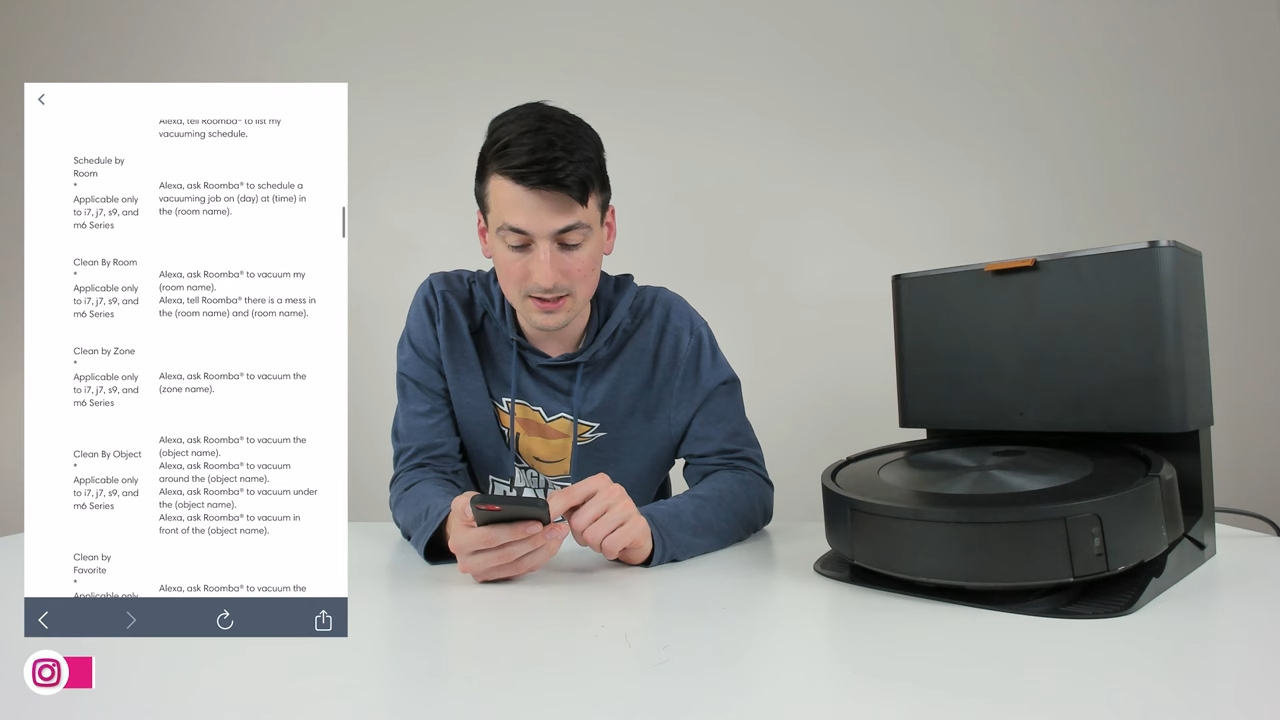 Alexa, tell Roomba® to list my
vacuuming schedule.
Schedule by
Room
*
Applicable only
to i7, j7, s9, and
m6 Series
Alexa, ask Roomba® to schedule a
vacuuming job on (day) at (time) in
the (room name).
Clean By Room
*
Applicable only
to i7, j7, s9, and
m6 Series
Alexa, ask Roomba® to vacuum my
(room name).
Alexa, tell Roomba® there is a mess in
the (room name) and (room name).
Clean by Zone
*
Applicable only
to i7, j7, s9, and
m6 Series
Alexa, ask Roomba® to vacuum the
(zone name).
Clean By Object
*
Applicable only
to i7, j7, s9, and
m6 Series
Alexa, ask Roomba® to vacuum the
(object name).
Alexa, ask Roomba® to vacuum
around the (object name).
Alexa, ask Roomba® to vacuum under
the (object name).
Alexa, ask Roomba® to vacuum in
front of the (object name).
Clean by
Favorite
*
Applicable only
Alexa, ask Roomba® to vacuum the